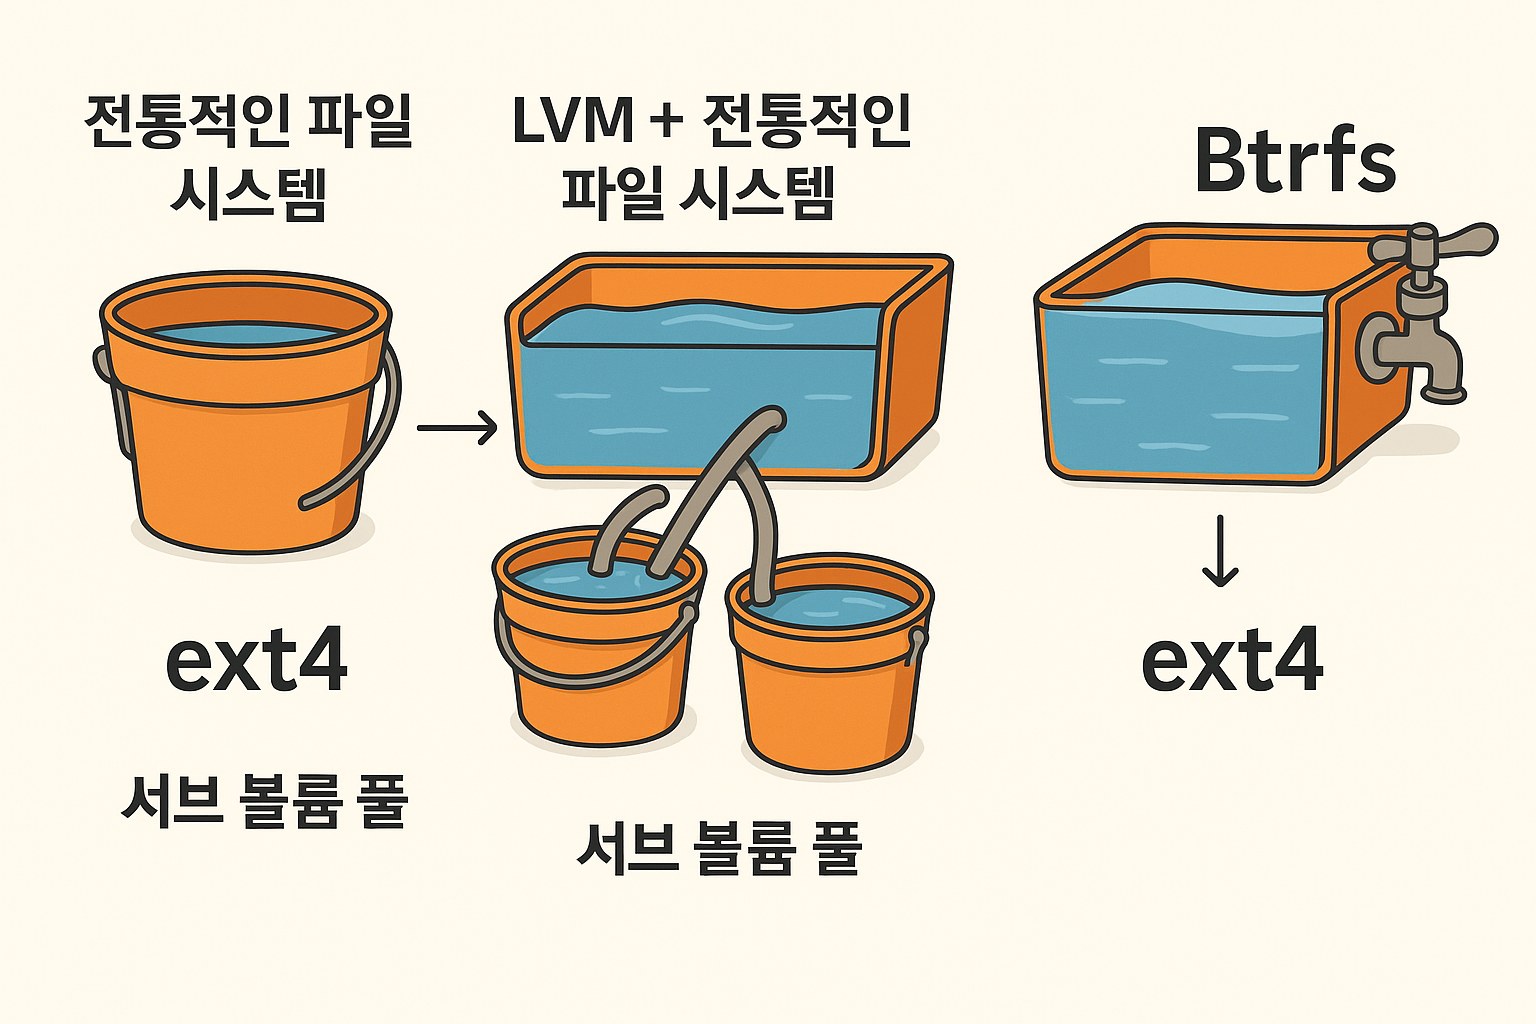 전통적인 파일
시스템
LVM + 전통적인
파일 시스템
Btrfs
ext4
서브 볼륨 풀
서브 볼륨 풀
ext4